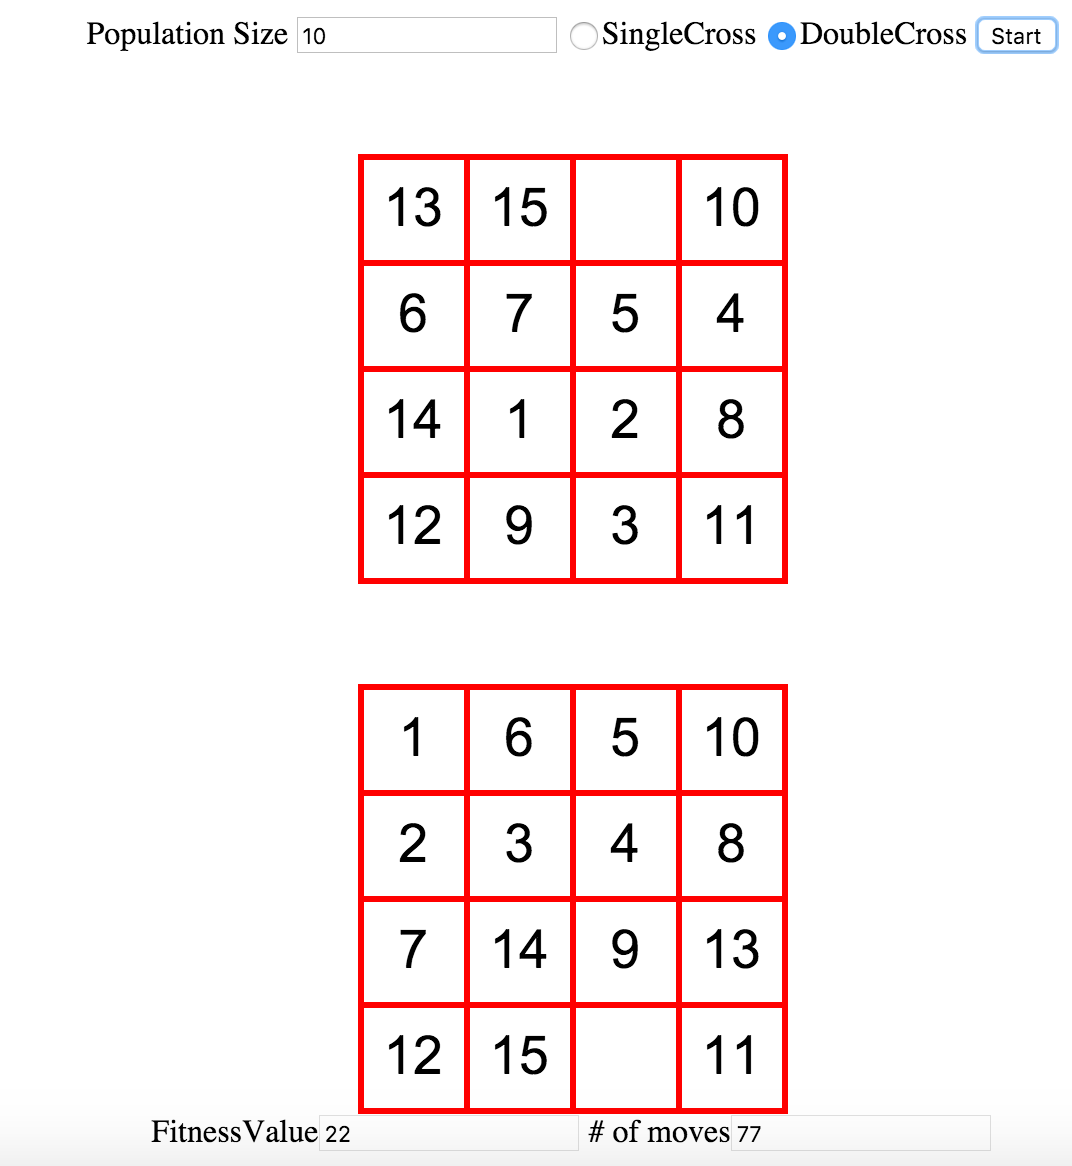 Population Size 10 SingleCross DoubleCross Start
13 15 10
6 7 5 4
14 1 2 8
12 9 3 11
1 6 5 10
2 3 4 8
7 14 9 13
12 15 11
FitnessValue 22 # of moves 77